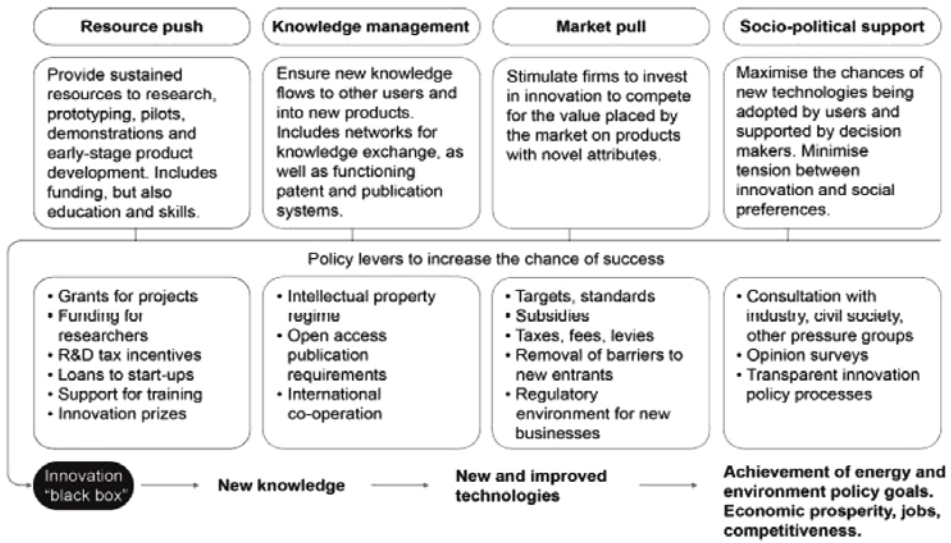 Resource push
Knowledge management
Market pull
Socio-political support
Provide sustained
resources to research,
prototyping, pilots,
demonstrations and
early-stage product
development. Includes
funding, but also
education and skills.
Ensure new knowledge
flows to other users and
into new products.
Includes networks for
knowledge exchange, as
well as functioning
patent and publication
systems.
Stimulate firms to invest
in innovation to compete
for the value placed by
the market on products
with novel attributes.
Maximise the chances of
new technologies being
adopted by users and
supported by decision
makers. Minimise
tension between
innovation and social
preferences.
Policy levers to increase the chance of success
• Grants for projects
• Funding for
researchers
• R&D tax incentives
• Loans to start-ups
• Support for training
• Innovation prizes
• Intellectual property
regime
• Open access
publication
requirements
• International
co-operation
• Targets, standards
• Subsidies
• Taxes, fees, levies
• Removal of barriers to
new entrants
• Regulatory
environment for new
businesses
• Consultation with
industry, civil society,
other pressure groups
• Opinion surveys
• Transparent innovation
policy processes
Innovation
"black box"
New knowledge
New and improved
technologies
Achievement of energy and
environment policy goals.
Economic prosperity, jobs,
competitiveness.